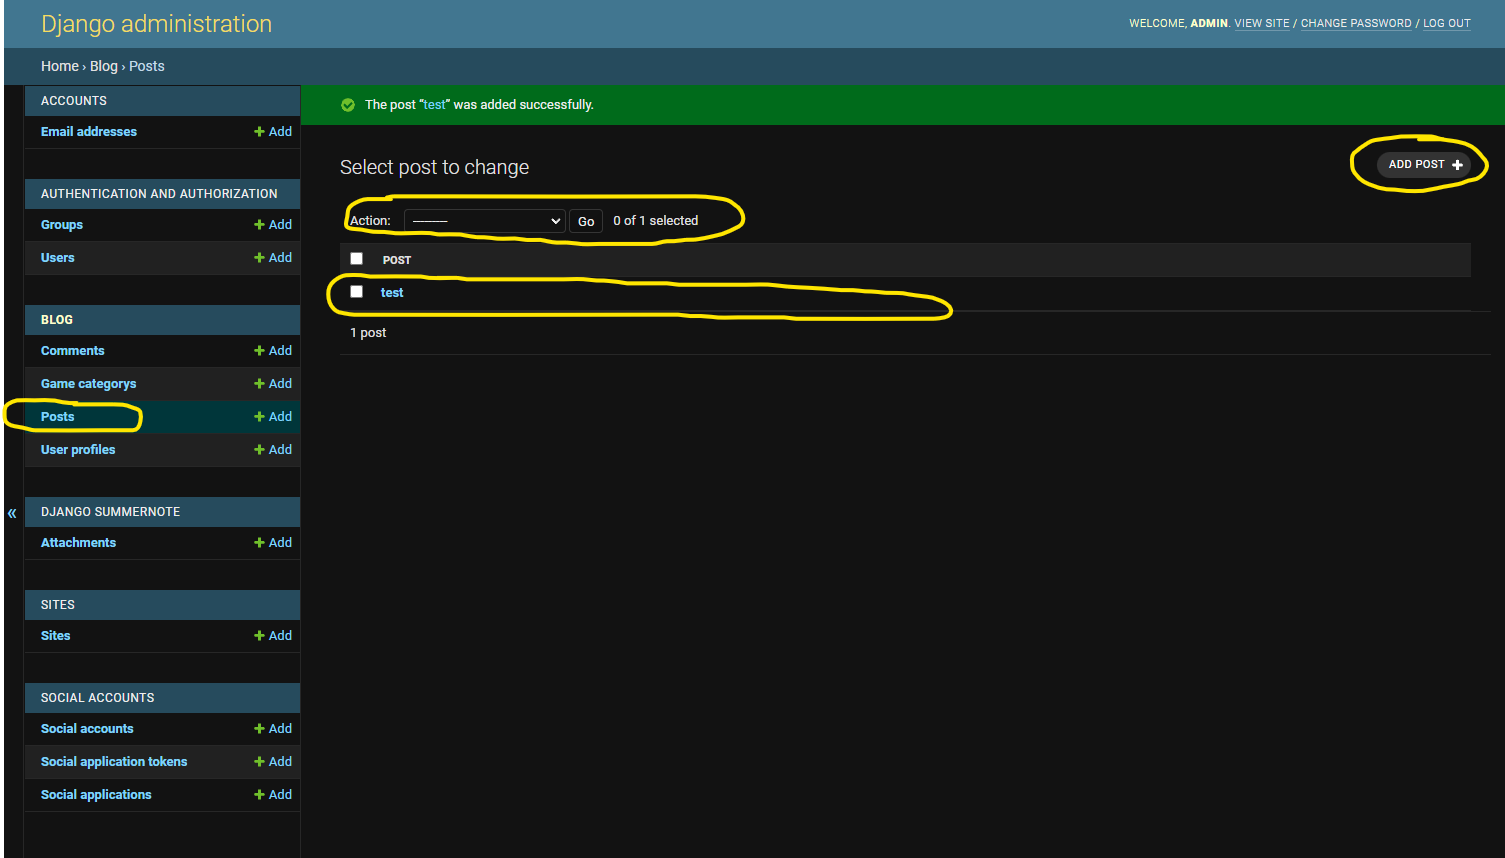 Django administration
WELCOME, ADMIN. VIEW SITE / CHANGE PASSWORD / LOG OUT
Home › Blog › Posts
ACCOUNTS
Email addresses + Add
AUTHENTICATION AND AUTHORIZATION
Groups + Add
Users + Add
BLOG
Comments + Add
Game categorys + Add
Posts + Add
User profiles + Add
«
DJANGO SUMMERNOTE
Attachments + Add
SITES
Sites + Add
SOCIAL ACCOUNTS
Social accounts + Add
Social application tokens + Add
Social applications + Add
The post “test” was added successfully.
Select post to change
ADD POST +
Action: --------- Go 0 of 1 selected
POST
test
1 post